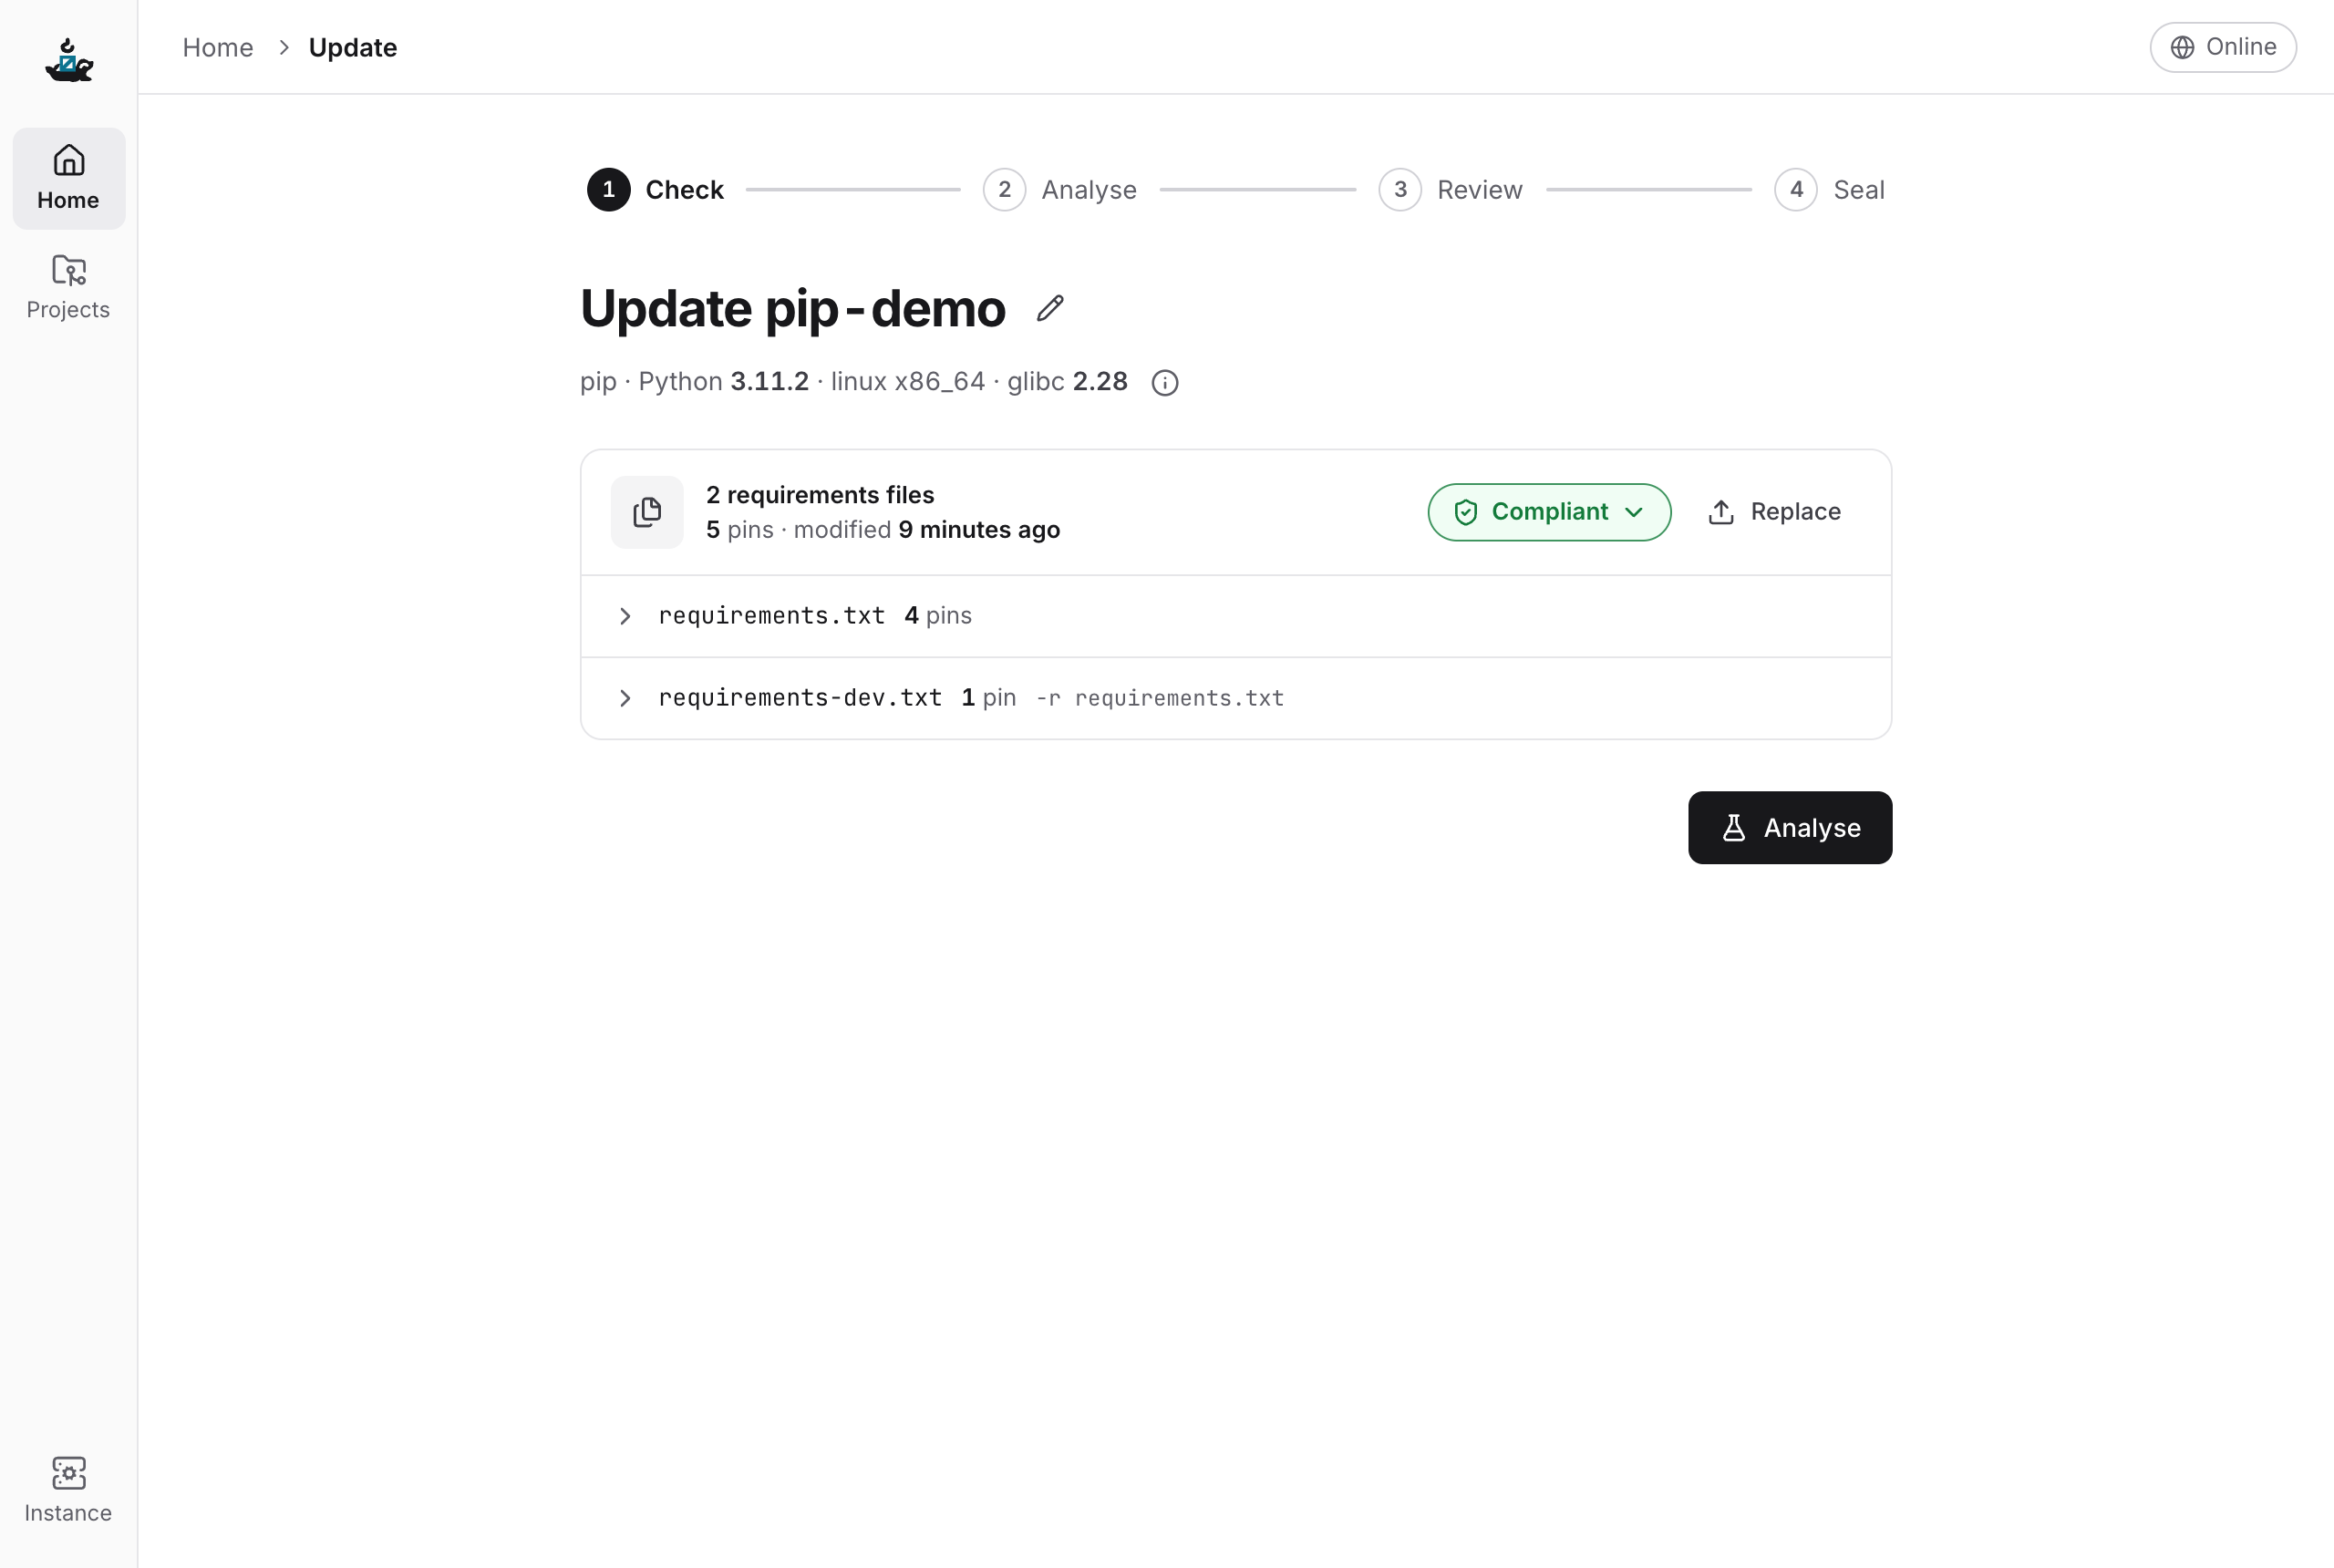 Home > Update
Online
Home
Projects
Instance
1 Check
2 Analyse
3 Review
4 Seal
Update pip-demo
pip · Python 3.11.2 · linux x86_64 · glibc 2.28
2 requirements files
5 pins · modified 9 minutes ago
Compliant
Replace
requirements.txt 4 pins
requirements-dev.txt 1 pin -r requirements.txt
Analyse